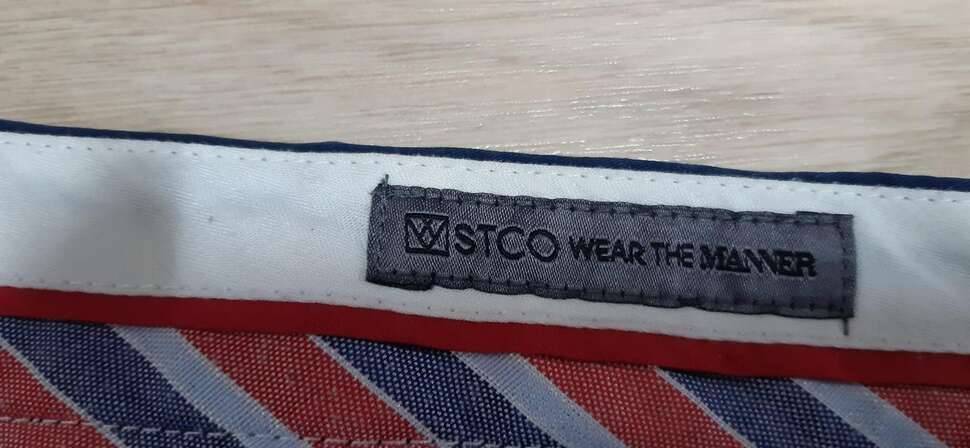 STCO WEAR THE MANNER